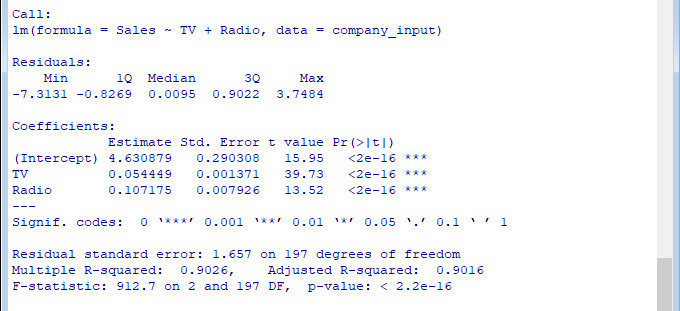 Call:
lm(formula = Sales ~ TV + Radio, data = company_input)
Residuals:
Min 1Q Median 3Q Max
-7.3131 -0.8269 0.0095 0.9022 3.7484
Coefficients:
Estimate Std. Error t value Pr(>|t|)
(Intercept) 4.630879 0.290308 15.95 <2e-16 ***
TV 0.054449 0.001371 39.73 <2e-16 ***
Radio 0.107175 0.007926 13.52 <2e-16 ***
---
Signif. codes: 0 ‘***’ 0.001 ‘**’ 0.01 ‘*’ 0.05 ‘.’ 0.1 ‘ ’ 1
Residual standard error: 1.657 on 197 degrees of freedom
Multiple R-squared: 0.9026, Adjusted R-squared: 0.9016
F-statistic: 912.7 on 2 and 197 DF, p-value: < 2.2e-16